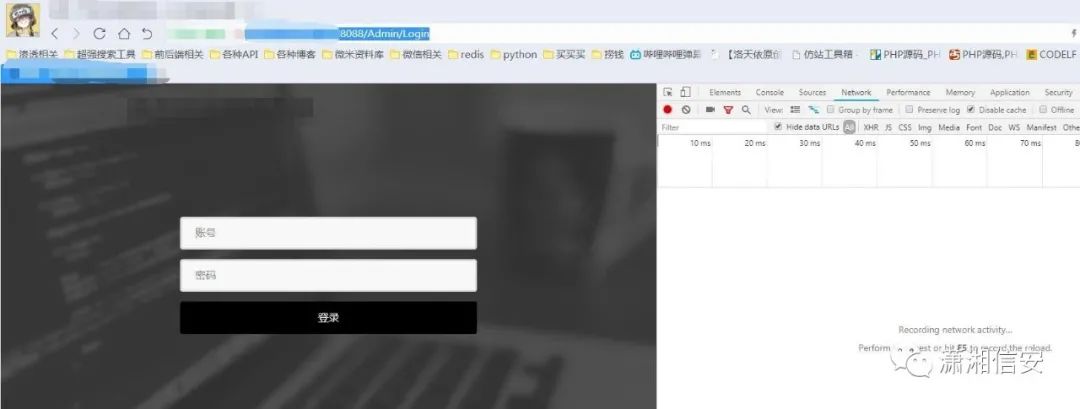 8088/Admin/Login
渗透相关 超强搜索工具 前后端相关 各种API 各种博客 微米资料库 微信相关 redis python 买买买 捞钱 哔哩哔哩弹幕 【洛天依原创 仿站工具箱 - PHP源码_PH PHP源码,PH CODELF
Elements Console Sources Network Performance Memory Application Security
View: Group by frame Preserve log Disable cache Offline
Filter Hide data URLs All XHR JS CSS Img Media Font Doc WS Manifest Othe
10 ms 20 ms 30 ms 40 ms 50 ms 60 ms 70 ms 80
账号
密码
登录
Recording network activity...
Perform est or hit F5 to record the reload.
潇湘信安